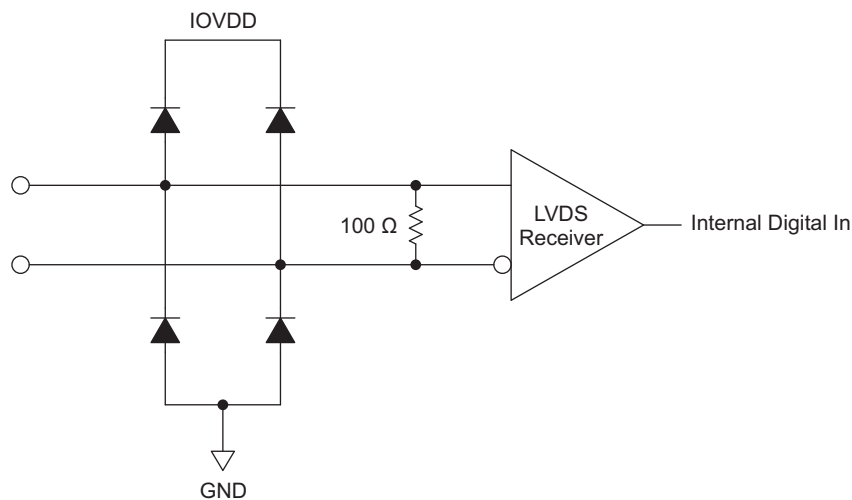 IOVDD
100 Ω
LVDS
Receiver
Internal Digital In
GND